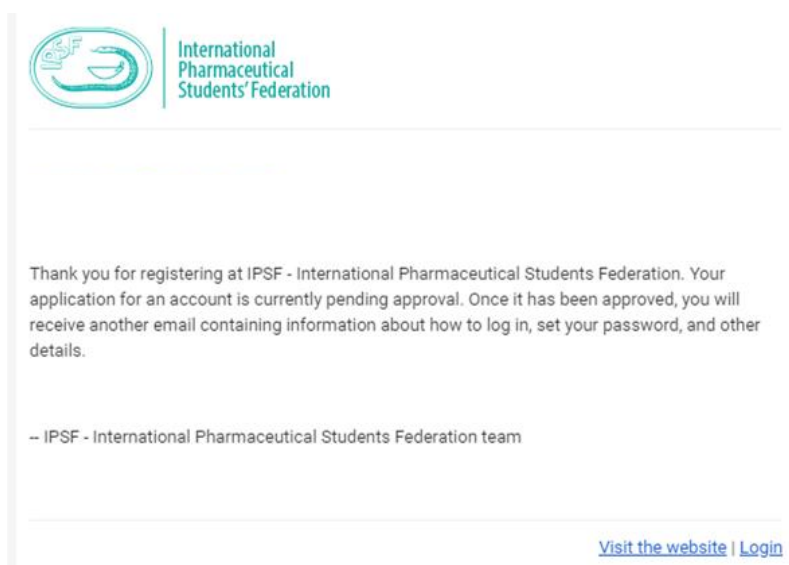 IPSF
International
Pharmaceutical
Students' Federation
Thank you for registering at IPSF - International Pharmaceutical Students Federation. Your
application for an account is currently pending approval. Once it has been approved, you will
receive another email containing information about how to log in, set your password, and other
details.
-- IPSF - International Pharmaceutical Students Federation team
Visit the website | Login